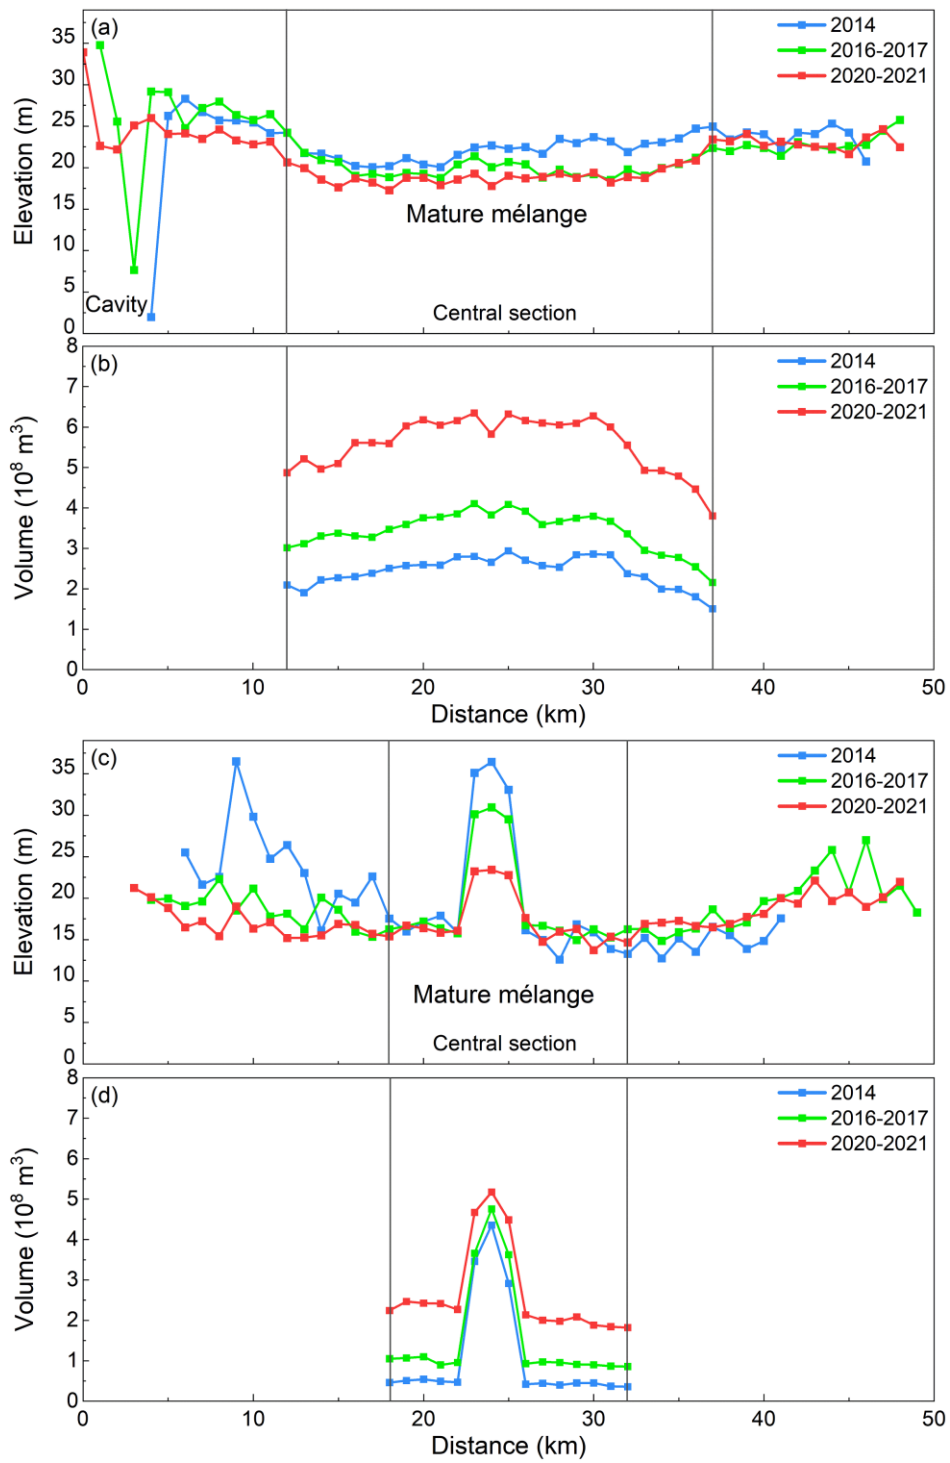 (a)
2014
2016-2017
2020-2021
35
30
25
20
15
10
5
0
Elevation (m)
Mature mélange
Cavity
Central section
(b)
2014
2016-2017
2020-2021
8
7
6
5
4
3
2
1
0
Volume (10⁸ m³)
0 10 20 30 40 50
Distance (km)
(c)
2014
2016-2017
2020-2021
35
30
25
20
15
10
5
0
Elevation (m)
Mature mélange
Central section
(d)
2014
2016-2017
2020-2021
8
7
6
5
4
3
2
1
0
Volume (10⁸ m³)
0 10 20 30 40 50
Distance (km)